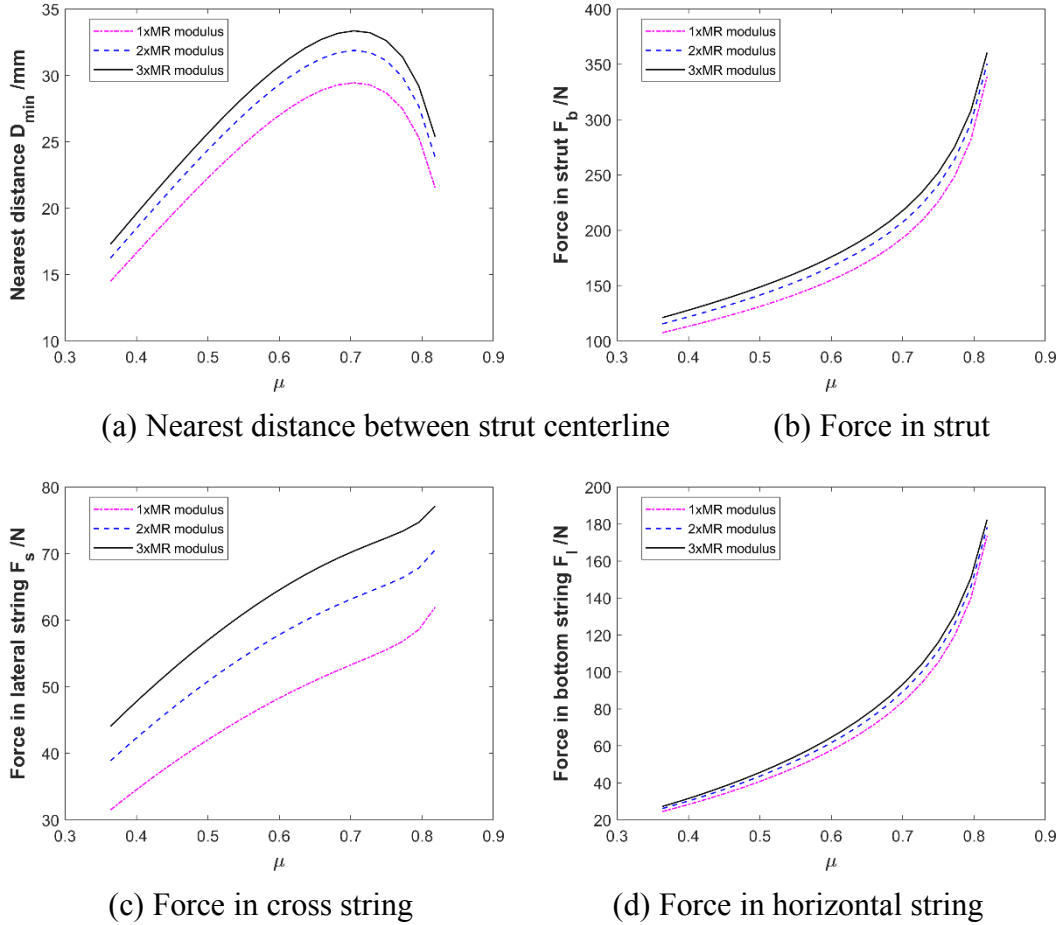 Nearest distance D_min /mm
35
30
25
20
15
10
1xMR modulus
2xMR modulus
3xMR modulus
0.3 0.4 0.5 0.6 0.7 0.8 0.9
μ
(a) Nearest distance between strut centerline
Force in strut F_b /N
400
350
300
250
200
150
100
1xMR modulus
2xMR modulus
3xMR modulus
0.3 0.4 0.5 0.6 0.7 0.8 0.9
μ
(b) Force in strut
Force in lateral string F_s /N
80
70
60
50
40
30
1xMR modulus
2xMR modulus
3xMR modulus
0.3 0.4 0.5 0.6 0.7 0.8 0.9
μ
(c) Force in cross string
Force in bottom string F_l /N
200
180
160
140
120
100
80
60
40
20
1xMR modulus
2xMR modulus
3xMR modulus
0.3 0.4 0.5 0.6 0.7 0.8 0.9
μ
(d) Force in horizontal string